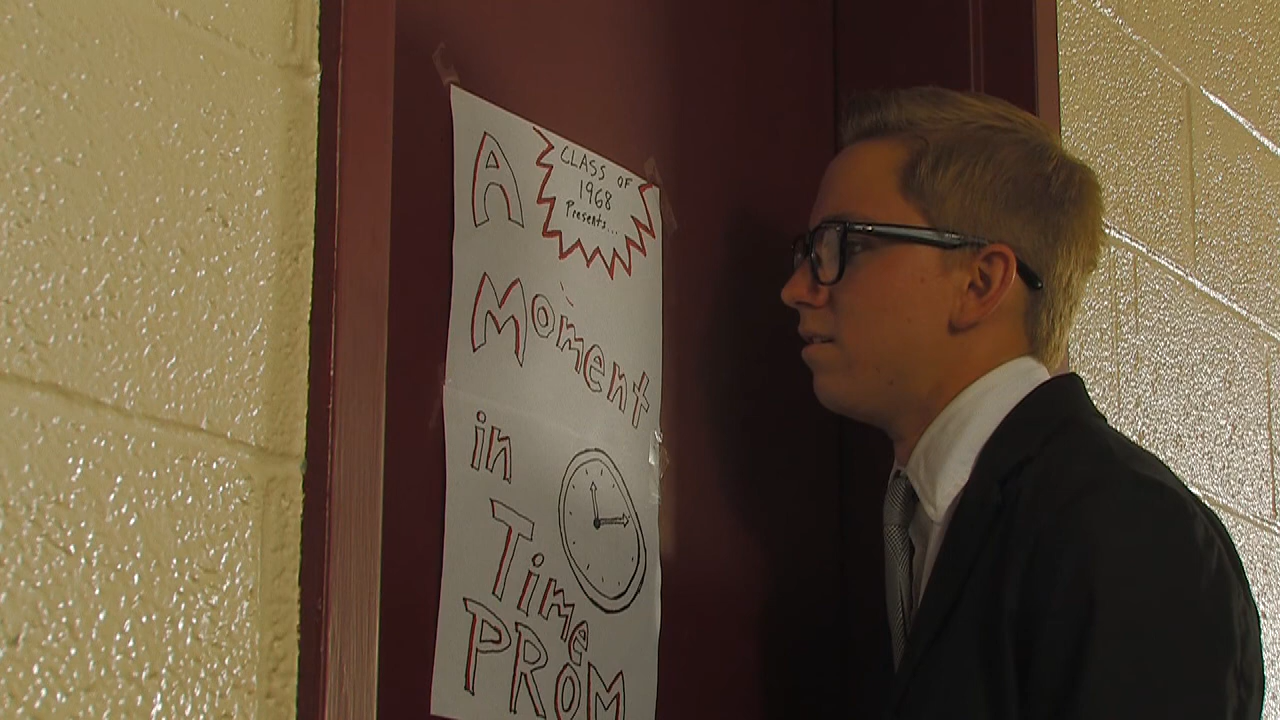 CLASS OF
1968
Presents...
A
Moment
in
Time
PROM